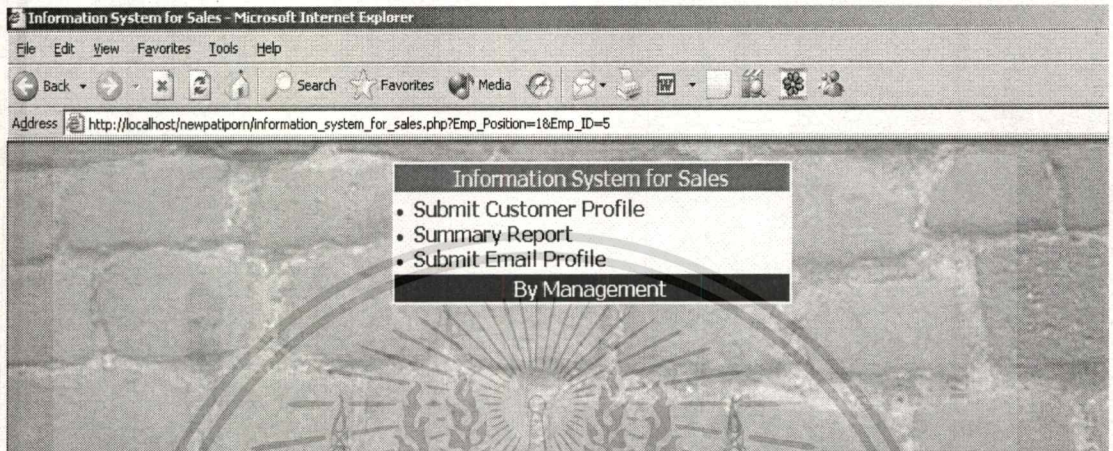 Information System for Sales - Microsoft Internet Explorer
File Edit View Favorites Tools Help
Back Search Favorites Media
Address http://localhost/newpatiporn/information_system_for_sales.php?Emp_Position=1&Emp_ID=5
Information System for Sales
• Submit Customer Profile
• Summary Report
• Submit Email Profile
By Management